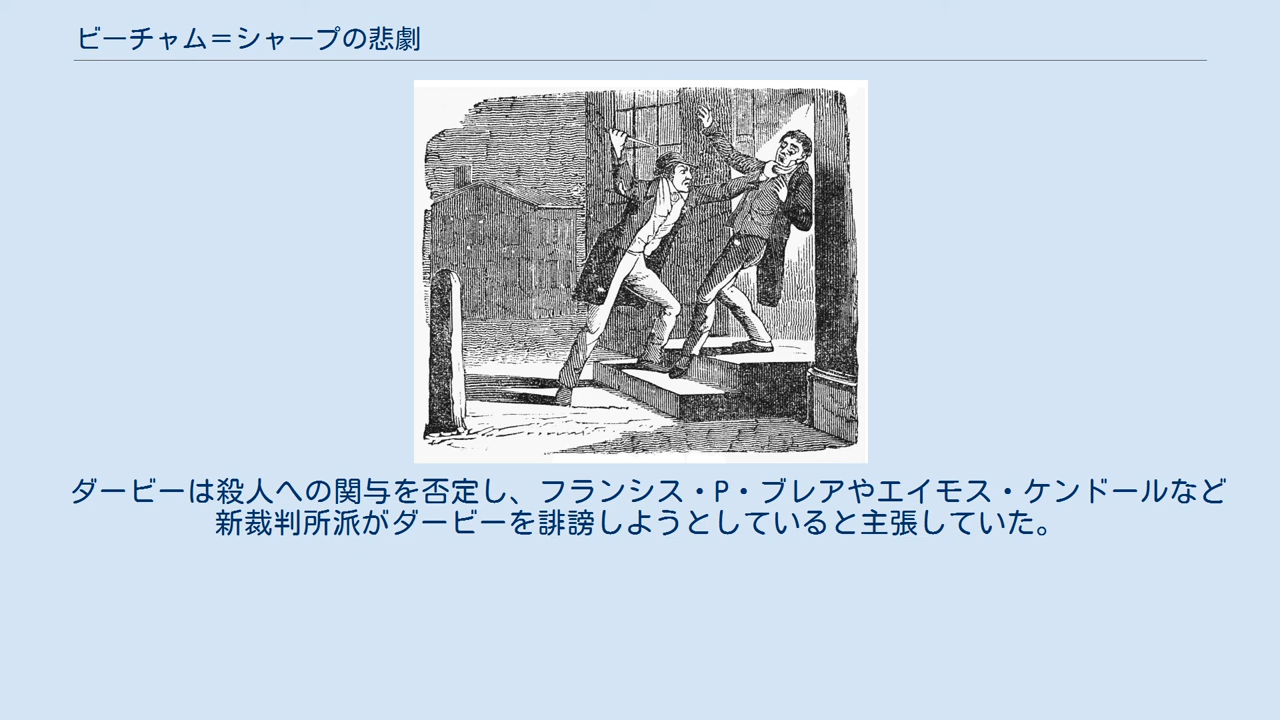 ビーチャム＝シャープの悲劇
ダービーは殺人への関与を否定し、フランシス・P・ブレアやエイモス・ケンドールなど
新裁判所派がダービーを誹謗しようとしていると主張していた。